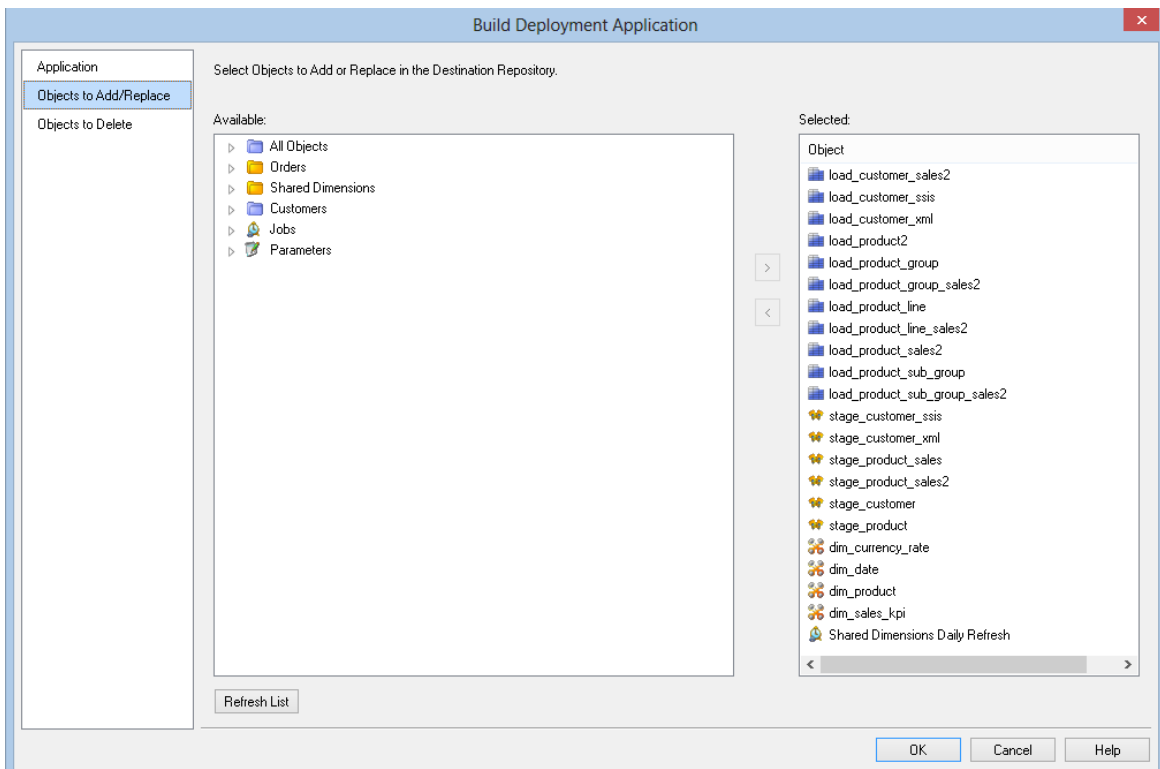 Build Deployment Application
Application
Objects to Add/Replace
Objects to Delete
Select Objects to Add or Replace in the Destination Repository.
Available:
All Objects
Orders
Shared Dimensions
Customers
Jobs
Parameters
>
<
Selected:
Object
load_customer_sales2
load_customer_ssis
load_customer_xml
load_product2
load_product_group
load_product_group_sales2
load_product_line
load_product_line_sales2
load_product_sales2
load_product_sub_group
load_product_sub_group_sales2
stage_customer_ssis
stage_customer_xml
stage_product_sales
stage_product_sales2
stage_customer
stage_product
dim_currency_rate
dim_date
dim_product
dim_sales_kpi
Shared Dimensions Daily Refresh
Refresh List
OK Cancel Help